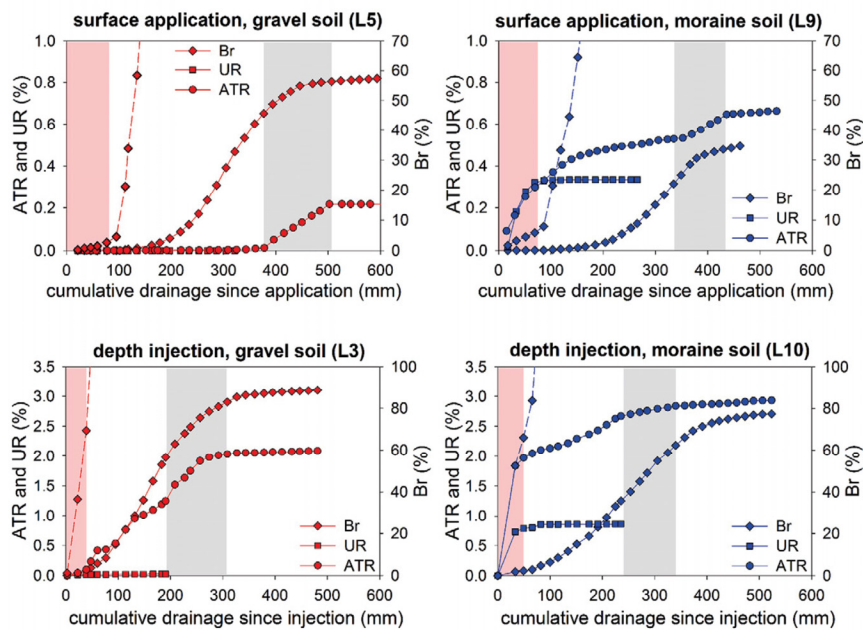 surface application, gravel soil (L5)
1.0
0.8
0.6
0.4
0.2
0.0
ATR and UR (%)
70
60
50
40
30
20
10
0
Br (%)
Br
UR
ATR
0 100 200 300 400 500 600
cumulative drainage since application (mm)
surface application, moraine soil (L9)
1.0
0.8
0.6
0.4
0.2
0.0
ATR and UR (%)
70
60
50
40
30
20
10
0
Br (%)
Br
UR
ATR
0 100 200 300 400 500 600
cumulative drainage since application (mm)
depth injection, gravel soil (L3)
3.5
3.0
2.5
2.0
1.5
1.0
0.5
0.0
ATR and UR (%)
100
80
60
40
20
0
Br (%)
Br
UR
ATR
0 100 200 300 400 500 600
cumulative drainage since injection (mm)
depth injection, moraine soil (L10)
3.5
3.0
2.5
2.0
1.5
1.0
0.5
0.0
ATR and UR (%)
100
80
60
40
20
0
Br (%)
Br
UR
ATR
0 100 200 300 400 500 600
cumulative drainage since injection (mm)